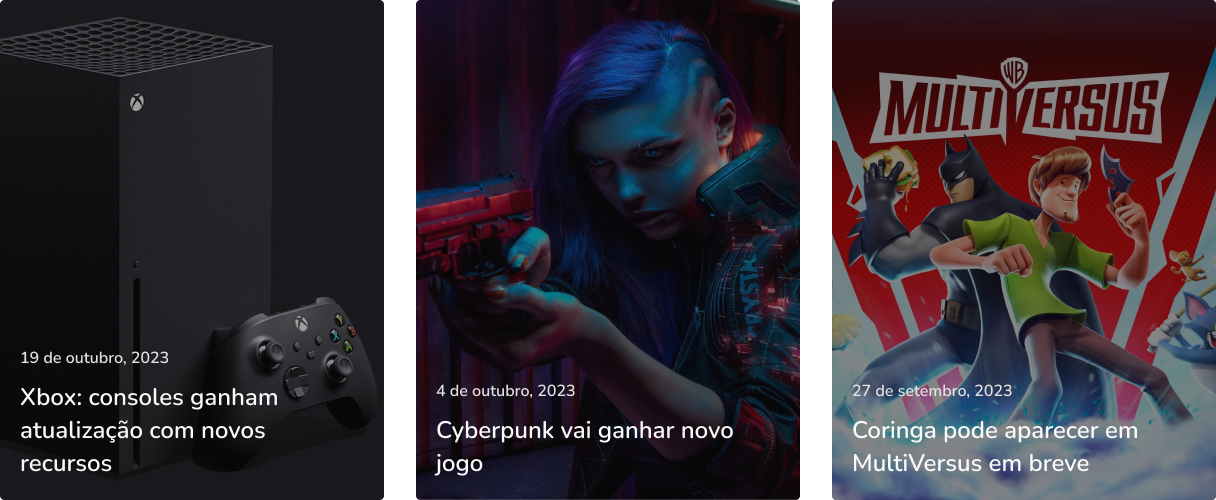 19 de outubro, 2023
Xbox: consoles ganham
atualização com novos
recursos
4 de outubro, 2023
Cyberpunk vai ganhar novo
jogo
WB
MULTIVERSUS
27 de setembro, 2023
Coringa pode aparecer em
MultiVersus em breve